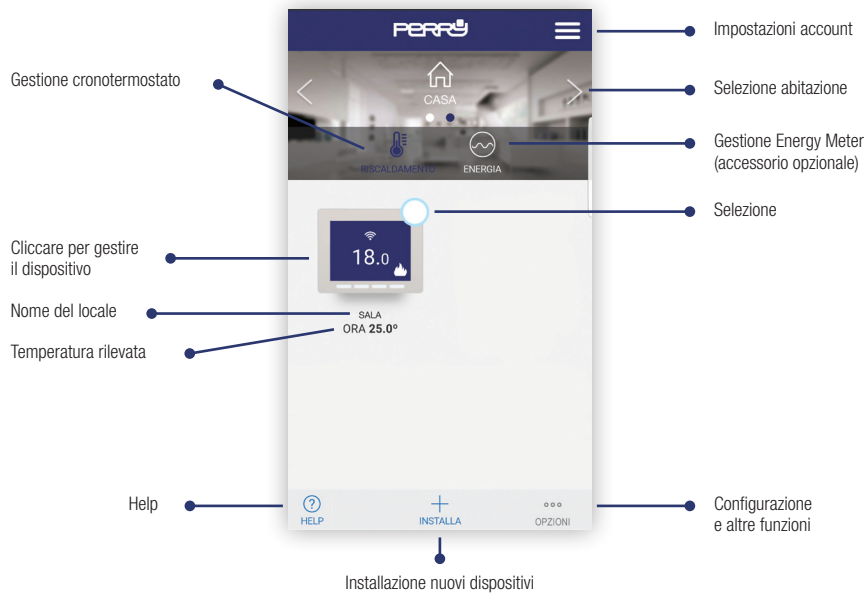 PERRY
Impostazioni account
Gestione cronotermostato
CASA
Selezione abitazione
RISCALDAMENTO
ENERGIA
Gestione Energy Meter
(accessorio opzionale)
Selezione
18.0
Cliccare per gestire
il dispositivo
Nome del locale
SALA
ORA 25.0°
Temperatura rilevata
Help
?
HELP
INSTALLA
OPZIONI
Configurazione
e altre funzioni
Installazione nuovi dispositivi